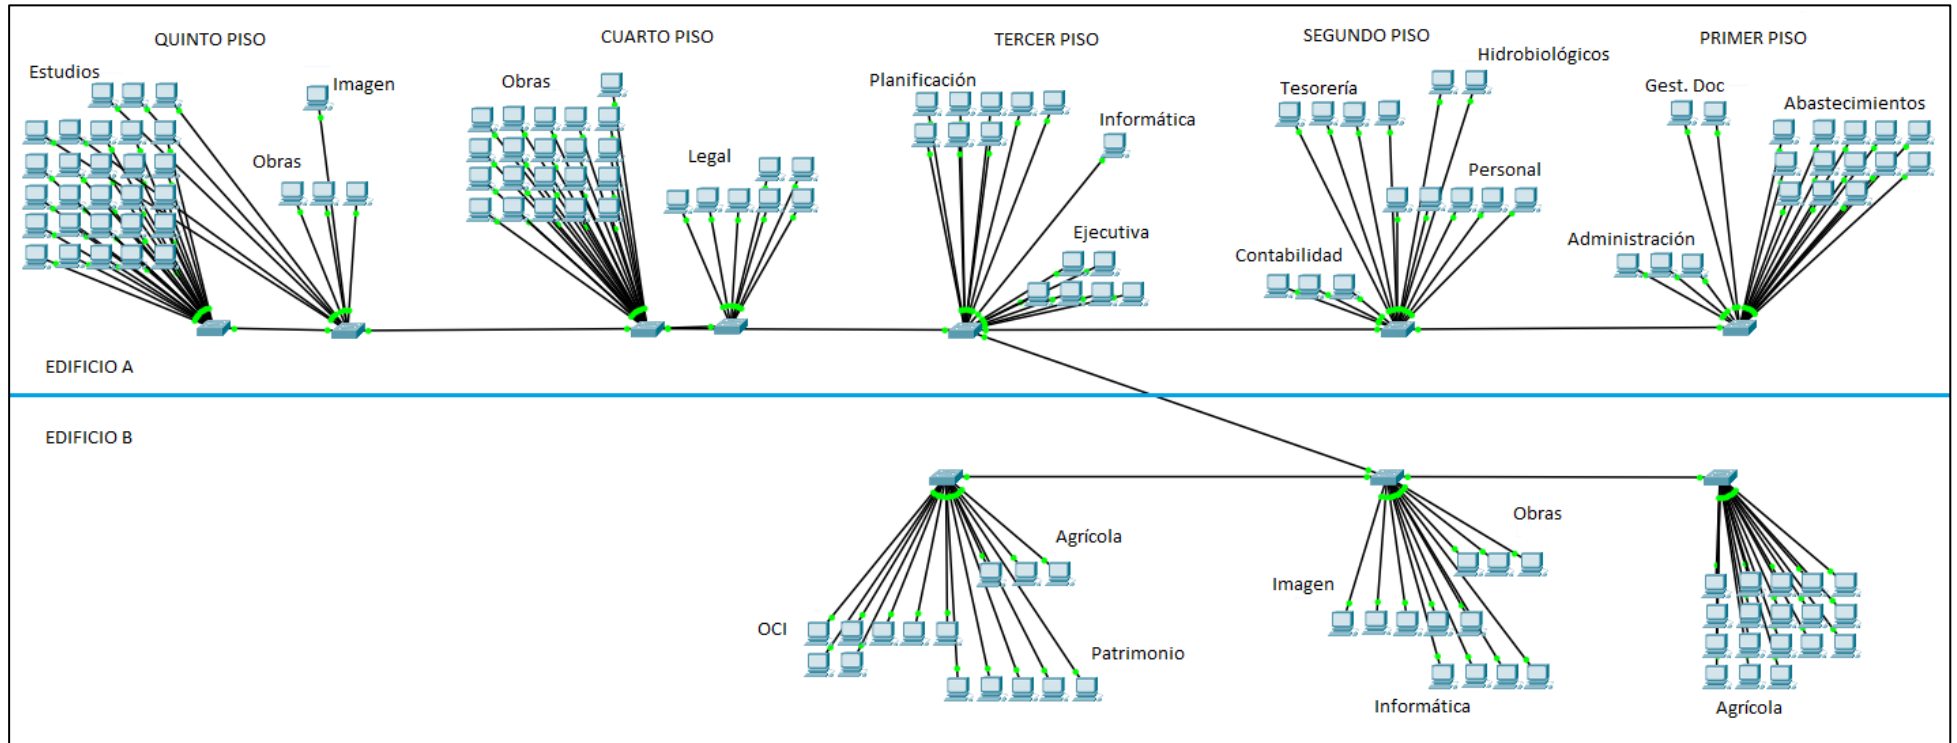 QUINTO PISO
CUARTO PISO
TERCER PISO
SEGUNDO PISO
PRIMER PISO
Estudios
Imagen
Obras
Obras
Legal
Planificación
Informática
Ejecutiva
Tesorería
Hidrobiológicos
Personal
Contabilidad
Gest. Doc
Abastecimientos
Administración
EDIFICIO A
EDIFICIO B
OCI
Agrícola
Patrimonio
Imagen
Obras
Informática
Agrícola